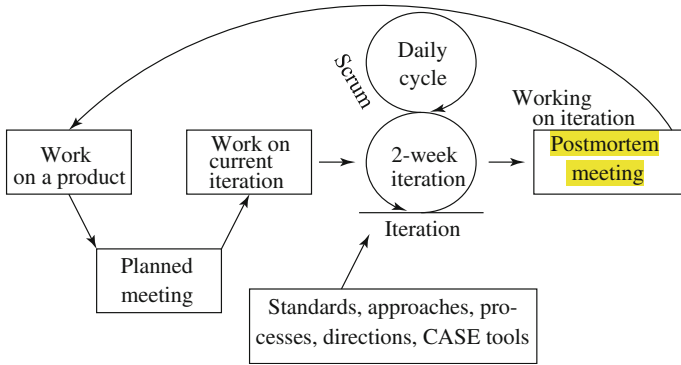 Daily
cycle
Scrum
Working
on iteration
Work
on a product
Work on
current
iteration
2-week
iteration
Postmortem
meeting
Iteration
Planned
meeting
Standards, approaches, pro-
cesses, directions, CASE tools